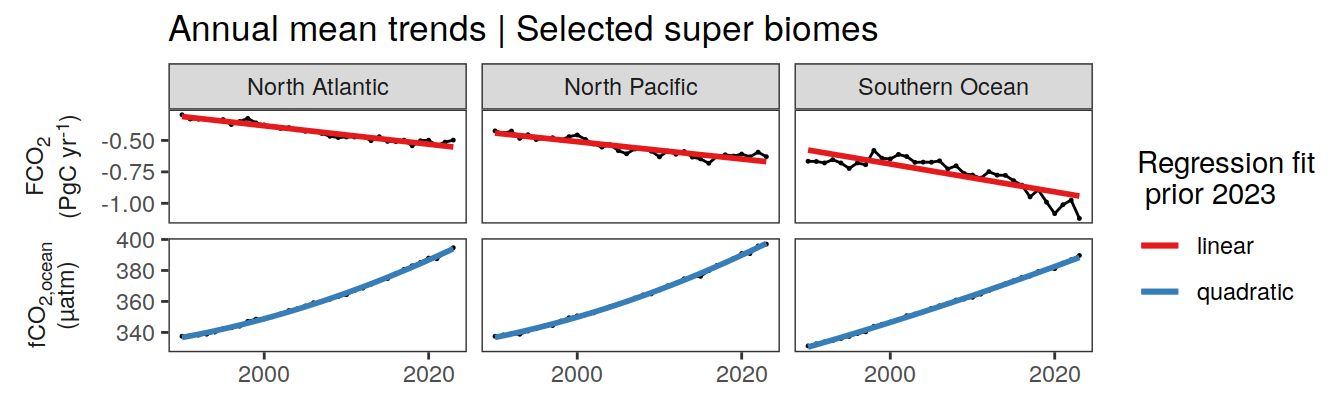 Annual mean trends | Selected super biomes
North Atlantic
North Pacific
Southern Ocean
FCO₂
(PgC yr⁻¹)
-0.50
-0.75
-1.00
fCO₂,ocean
(µatm)
400
380
360
340
2000
2020
2000
2020
2000
2020
Regression fit
prior 2023
linear
quadratic